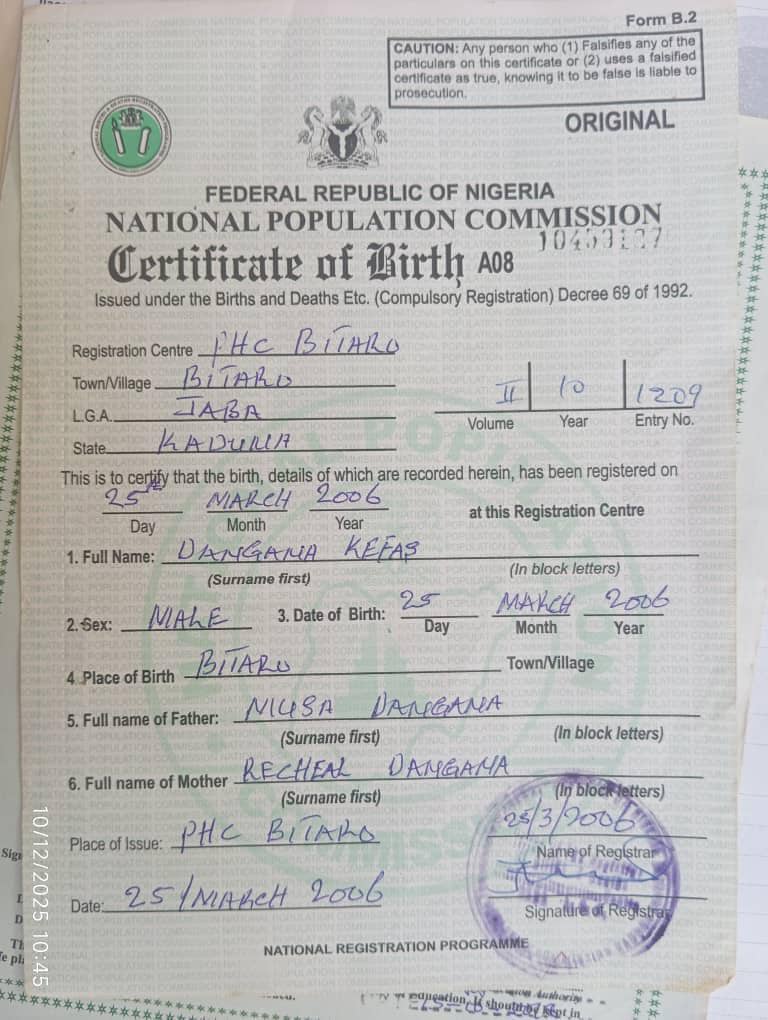 Form B.2
CAUTION: Any person who (1) Falsifies any of the
particulars on this certificate or (2) uses a falsified
certificate as true, knowing it to be false is liable to
prosecution.
ORIGINAL
FEDERAL REPUBLIC OF NIGERIA
NATIONAL POPULATION COMMISSION
Certificate of Birth A08
Issued under the Births and Deaths Etc. (Compulsory Registration) Decree 69 of 1992.
Registration Centre PHC BITARO
Town/Village BITARO
L.G.A. JABA
State KADUNA
II 10 1209
Volume Year Entry No.
This is to certify that the birth, details of which are recorded herein, has been registered on
25 MARCH 2006
Day Month Year
at this Registration Centre
1. Full Name: DANGANA KEFAS
(Surname first) (In block letters)
2. Sex: MALE 3. Date of Birth: 25 MARCH 2006
Day Month Year
4 Place of Birth BITARO Town/Village
5. Full name of Father: DANGANA
(Surname first) (In block letters)
6. Full name of Mother RECHEAL DANGANA
(Surname first) (In block letters)
Place of Issue: PHC BITARO
25/3/2006
Name of Registrar
Date: 25/MARCH 2006
Signature of Registrar
NATIONAL REGISTRATION PROGRAMME
10/12/2025 10:45